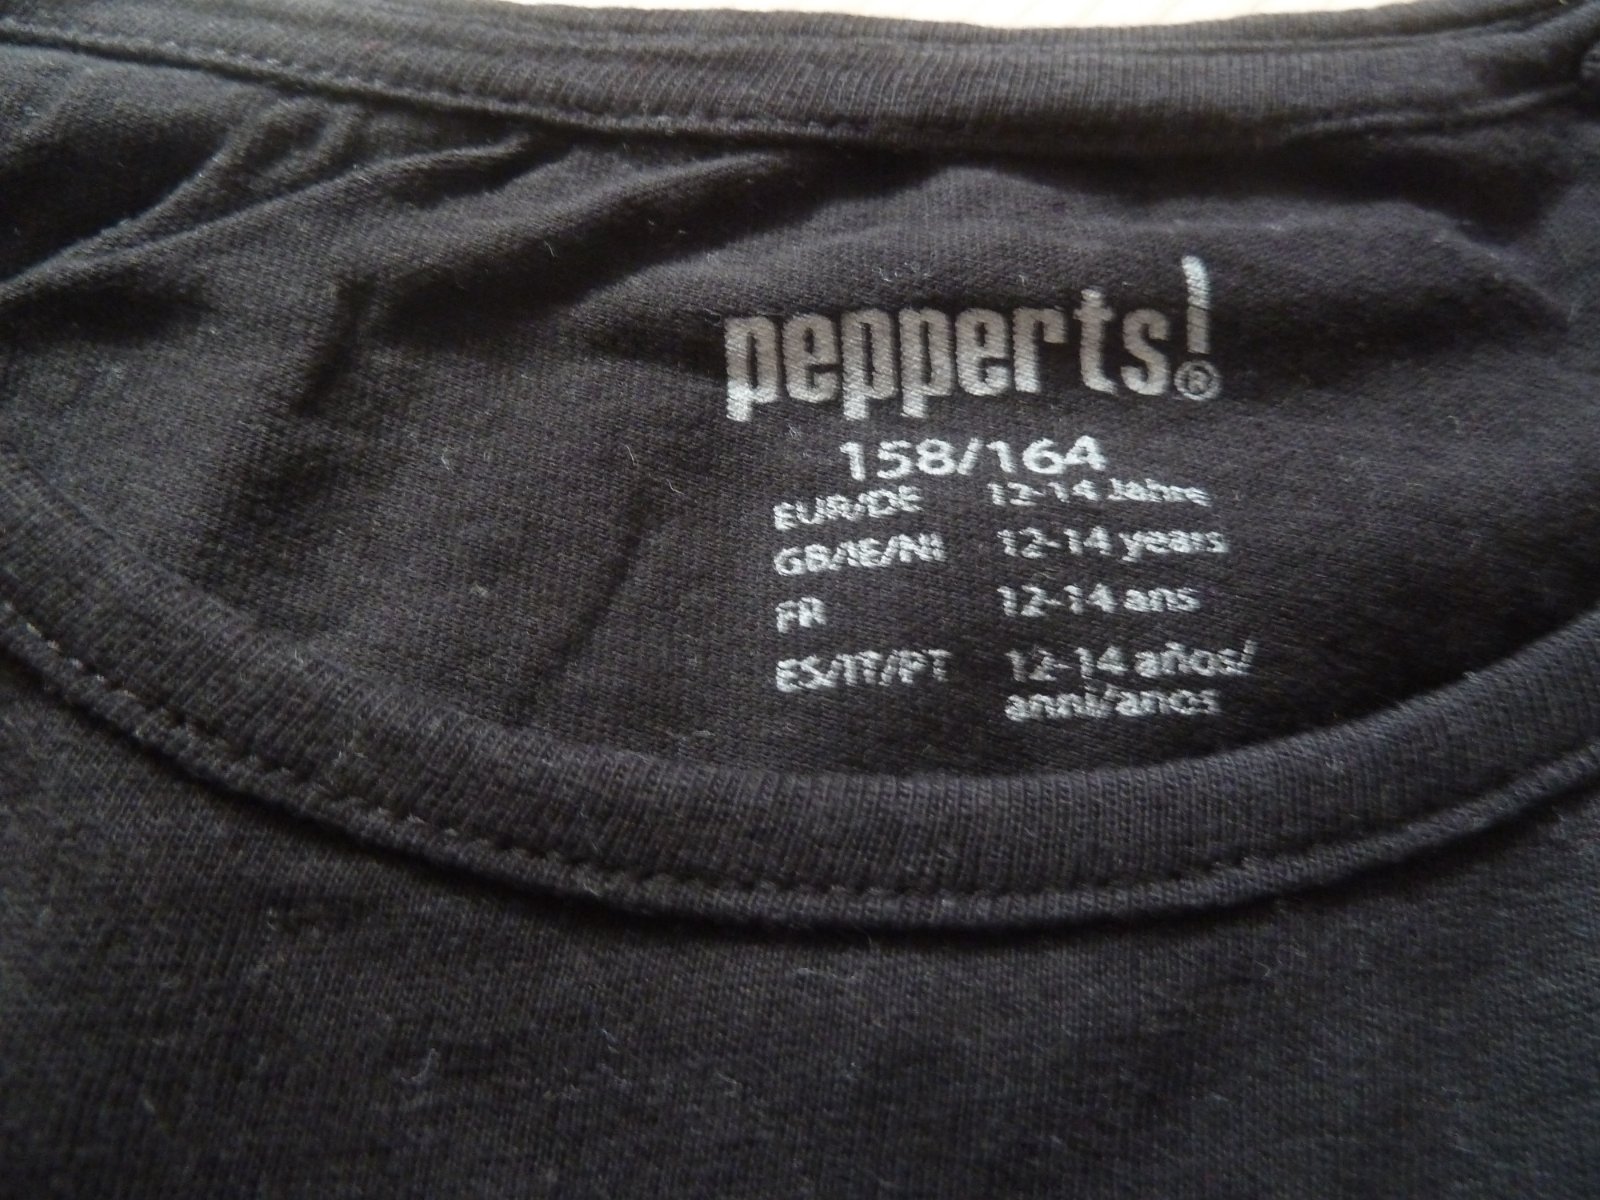 pepperts!®
158/164
EUR/DE 12-14 Jahre
GB/IE/NI 12-14 years
FR 12-14 ans
ES/IT/PT 12-14 años/
anni/anos